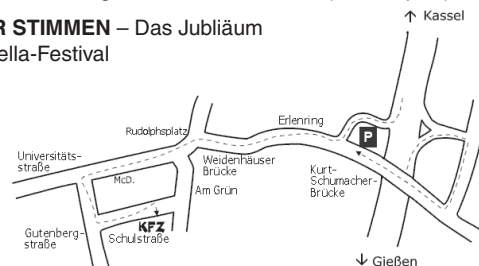 R STIMMEN – Das Jubliäum
ella-Festival
↑ Kassel
Erlenring
P
Rudolphsplatz
Universitäts-
straße
McD.
Weidenhäuser
Brücke
Am Grün
Kurt-
Schumacher-
Brücke
KFZ
Schulstraße
Gutenberg-
straße
↓ Gießen